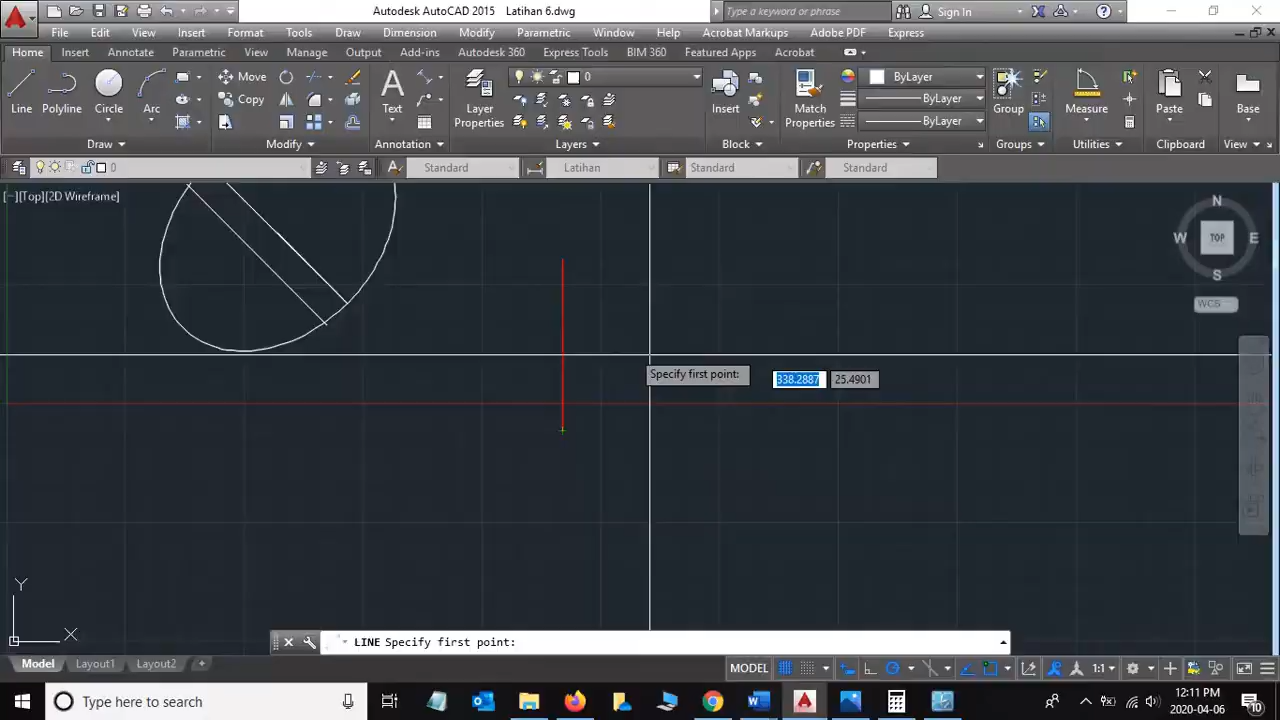 Autodesk AutoCAD 2015 Latihan 6.dwg
Type a keyword or phrase
Sign In
File Edit View Insert Format Tools Draw Dimension Modify Parametric Window Help Acrobat Markups Adobe PDF Express
Home Insert Annotate Parametric View Manage Output Add-ins Autodesk 360 Express Tools BIM 360 Featured Apps Acrobat
Line Polyline Circle Arc
Move
Copy
Text
Layer
Properties
0
Insert
Match
Properties
ByLayer
ByLayer
ByLayer
Group
Measure
Paste
Base
Draw Modify Annotation Layers Block Properties Groups Utilities Clipboard View
0 Standard Latihan Standard Standard
[−][Top][2D Wireframe]
N
W TOP E
S
WCS
Specify first point: 338.2887 25.4901
Y
X
LINE Specify first point:
Model Layout1 Layout2 +
MODEL 1:1
Type here to search
12:11 PM
2020-04-06
10